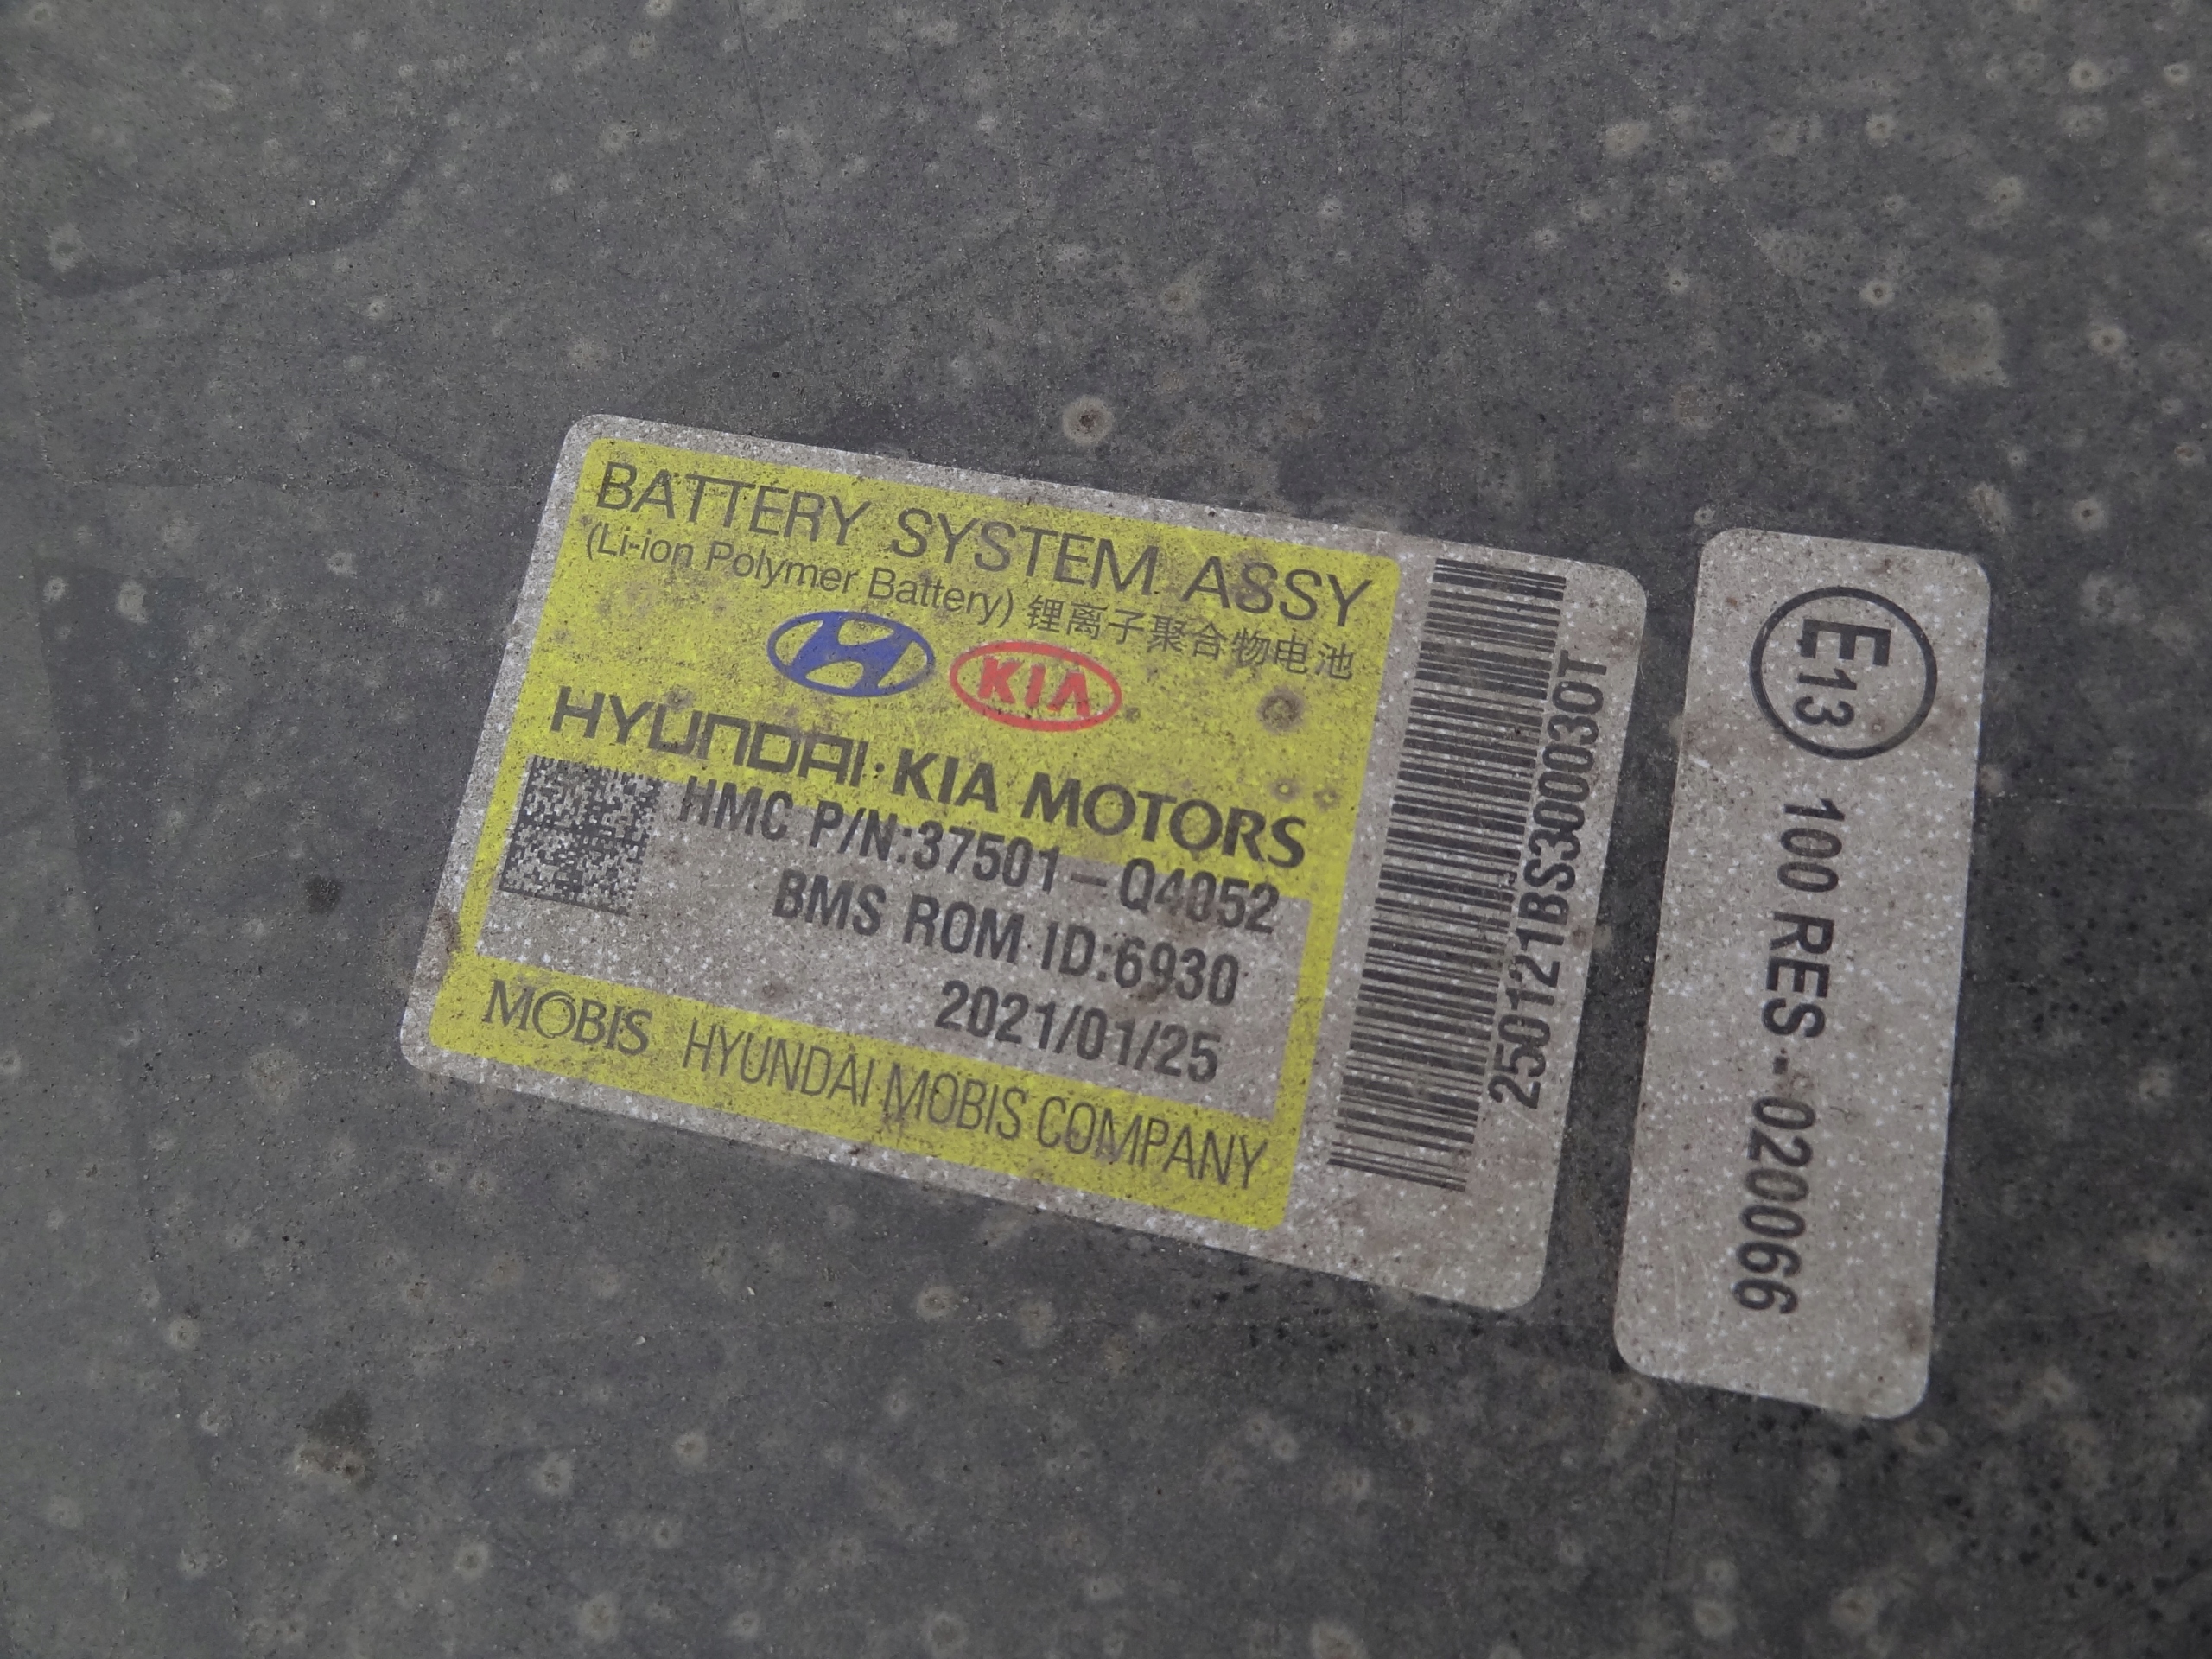 BATTERY SYSTEM ASSY
(Li-ion Polymer Battery) 锂离子聚合物电池
KIA
HYUNDAI · KIA MOTORS
HMC P/N:37501-Q4052
BMS ROM ID:6930
2021/01/25
MOBIS HYUNDAI MOBIS COMPANY
250121BS300030T
E13 100 RES-020066